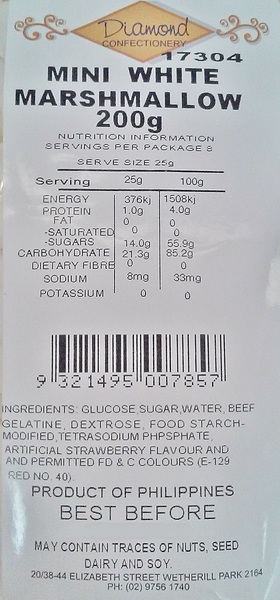 Diamond
CONFECTIONERY
17304
MINI WHITE
MARSHMALLOW
200g
NUTRITION INFORMATION
SERVINGS PER PACKAGE 8
SERVE SIZE 25g
Serving 25g 100g
ENERGY 376kj 1508kj
PROTEIN 1.0g 4.0g
FAT 0 0
-SATURATED 0 0
-SUGARS 14.0g 55.9g
CARBOHYDRATE 21.3g 85.2g
DIETARY FIBRE 0 0
SODIUM 8mg 33mg
POTASSIUM 0 0
9 321495 007857
INGREDIENTS: GLUCOSE,SUGAR,WATER, BEEF
GELATINE, DEXTROSE, FOOD STARCH-
MODIFIED,TETRASODIUM PHPSPHATE,
ARTIFICIAL STRAWBERRY FLAVOUR AND
AND PERMITTED FD & C COLOURS (E-129
RED NO. 40).
PRODUCT OF PHILIPPINES
BEST BEFORE
MAY CONTAIN TRACES OF NUTS, SEED
DAIRY AND SOY.
20/38-44 ELIZABETH STREET WETHERILL PARK 2164
PH: (02) 9756 1740